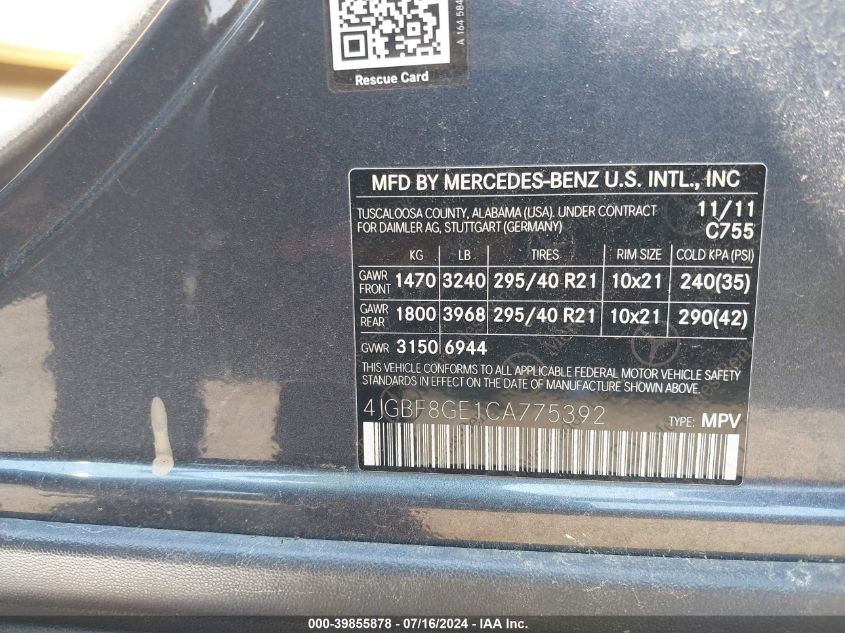 A 164 584
Rescue Card
MFD BY MERCEDES-BENZ U.S. INTL., INC
TUSCALOOSA COUNTY, ALABAMA (USA). UNDER CONTRACT 11/11
FOR DAIMLER AG, STUTTGART (GERMANY) C755
KG LB TIRES RIM SIZE COLD KPA (PSI)
GAWR FRONT 1470 3240 295/40 R21 10x21 240(35)
GAWR REAR 1800 3968 295/40 R21 10x21 290(42)
GVWR 3150 6944
THIS VEHICLE CONFORMS TO ALL APPLICABLE FEDERAL MOTOR VEHICLE SAFETY
STANDARDS IN EFFECT ON THE DATE OF MANUFACTURE SHOWN ABOVE.
4JGBF8GE1CA775392 TYPE: MPV
000-39855878 - 07/16/2024 - IAA Inc.